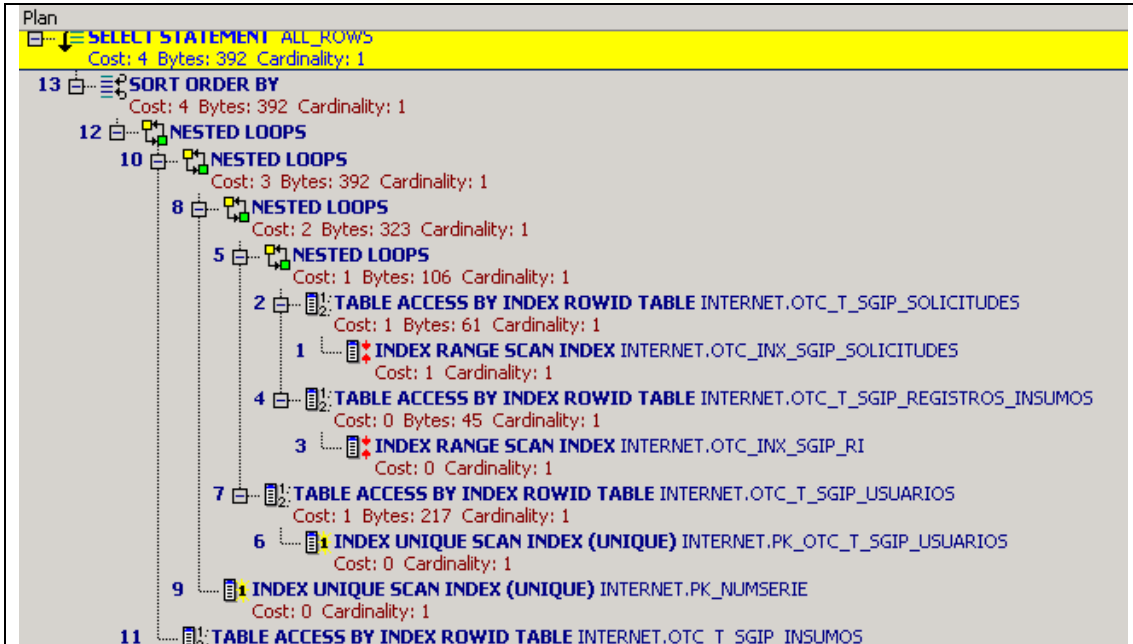 Plan
SELECT STATEMENT ALL_ROWS
Cost: 4 Bytes: 392 Cardinality: 1
13 SORT ORDER BY
Cost: 4 Bytes: 392 Cardinality: 1
12 NESTED LOOPS
10 NESTED LOOPS
Cost: 3 Bytes: 392 Cardinality: 1
8 NESTED LOOPS
Cost: 2 Bytes: 323 Cardinality: 1
5 NESTED LOOPS
Cost: 1 Bytes: 106 Cardinality: 1
2 TABLE ACCESS BY INDEX ROWID TABLE INTERNET.OTC_T_SGIP_SOLICITUDES
Cost: 1 Bytes: 61 Cardinality: 1
1 INDEX RANGE SCAN INDEX INTERNET.OTC_INX_SGIP_SOLICITUDES
Cost: 1 Cardinality: 1
4 TABLE ACCESS BY INDEX ROWID TABLE INTERNET.OTC_T_SGIP_REGISTROS_INSUMOS
Cost: 0 Bytes: 45 Cardinality: 1
3 INDEX RANGE SCAN INDEX INTERNET.OTC_INX_SGIP_RI
Cost: 0 Cardinality: 1
7 TABLE ACCESS BY INDEX ROWID TABLE INTERNET.OTC_T_SGIP_USUARIOS
Cost: 1 Bytes: 217 Cardinality: 1
6 INDEX UNIQUE SCAN INDEX (UNIQUE) INTERNET.PK_OTC_T_SGIP_USUARIOS
Cost: 0 Cardinality: 1
9 INDEX UNIQUE SCAN INDEX (UNIQUE) INTERNET.PK_NUMSERIE
Cost: 0 Cardinality: 1
11 TABLE ACCESS BY INDEX ROWID TABLE INTERNET.OTC_T_SGIP_INSUMOS